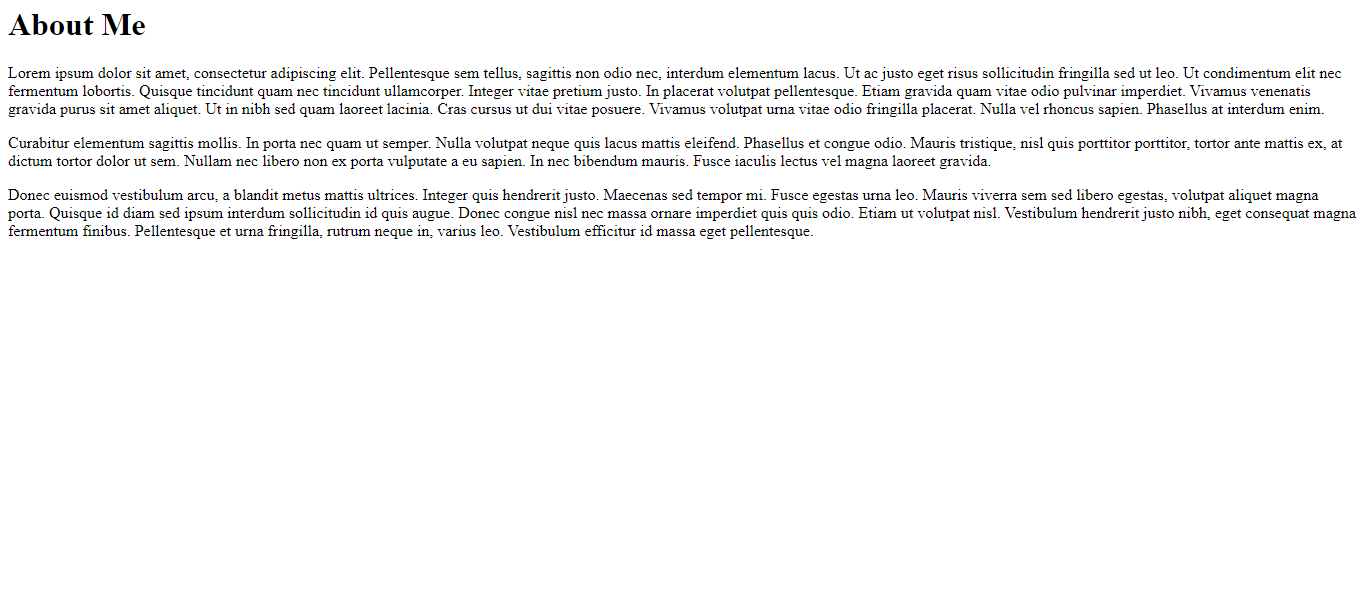 About Me
Lorem ipsum dolor sit amet, consectetur adipiscing elit. Pellentesque sem tellus, sagittis non odio nec, interdum elementum lacus. Ut ac justo eget risus sollicitudin fringilla sed ut leo. Ut condimentum elit nec
fermentum lobortis. Quisque tincidunt quam nec tincidunt ullamcorper. Integer vitae pretium justo. In placerat volutpat pellentesque. Etiam gravida quam vitae odio pulvinar imperdiet. Vivamus venenatis
gravida purus sit amet aliquet. Ut in nibh sed quam laoreet lacinia. Cras cursus ut dui vitae posuere. Vivamus volutpat urna vitae odio fringilla placerat. Nulla vel rhoncus sapien. Phasellus at interdum enim.
Curabitur elementum sagittis mollis. In porta nec quam ut semper. Nulla volutpat neque quis lacus mattis eleifend. Phasellus et congue odio. Mauris tristique, nisl quis porttitor porttitor, tortor ante mattis ex, at
dictum tortor dolor ut sem. Nullam nec libero non ex porta vulputate a eu sapien. In nec bibendum mauris. Fusce iaculis lectus vel magna laoreet gravida.
Donec euismod vestibulum arcu, a blandit metus mattis ultrices. Integer quis hendrerit justo. Maecenas sed tempor mi. Fusce egestas urna leo. Mauris viverra sem sed libero egestas, volutpat aliquet magna
porta. Quisque id diam sed ipsum interdum sollicitudin id quis augue. Donec congue nisl nec massa ornare imperdiet quis quis odio. Etiam ut volutpat nisl. Vestibulum hendrerit justo nibh, eget consequat magna
fermentum finibus. Pellentesque et urna fringilla, rutrum neque in, varius leo. Vestibulum efficitur id massa eget pellentesque.